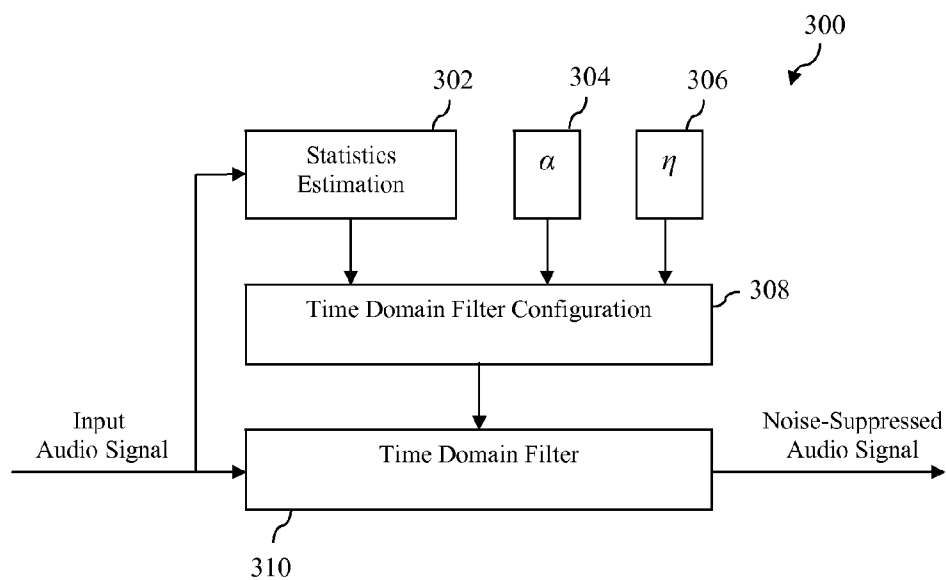 300
302
304
306
Statistics
Estimation
α
η
308
Time Domain Filter Configuration
Input
Audio Signal
Time Domain Filter
Noise-Suppressed
Audio Signal
310